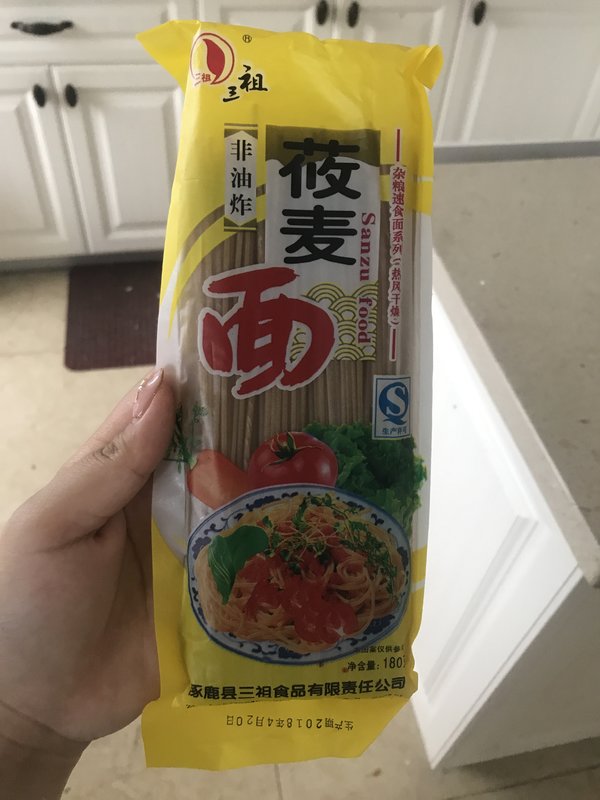 三祖
®
三祖
非油炸
莜麦
面
Sanzu food
杂粮速食面系列(热风干燥)
生产许可
净含量:180
涿鹿县三祖食品有限责任公司
生产期2018年4月20日